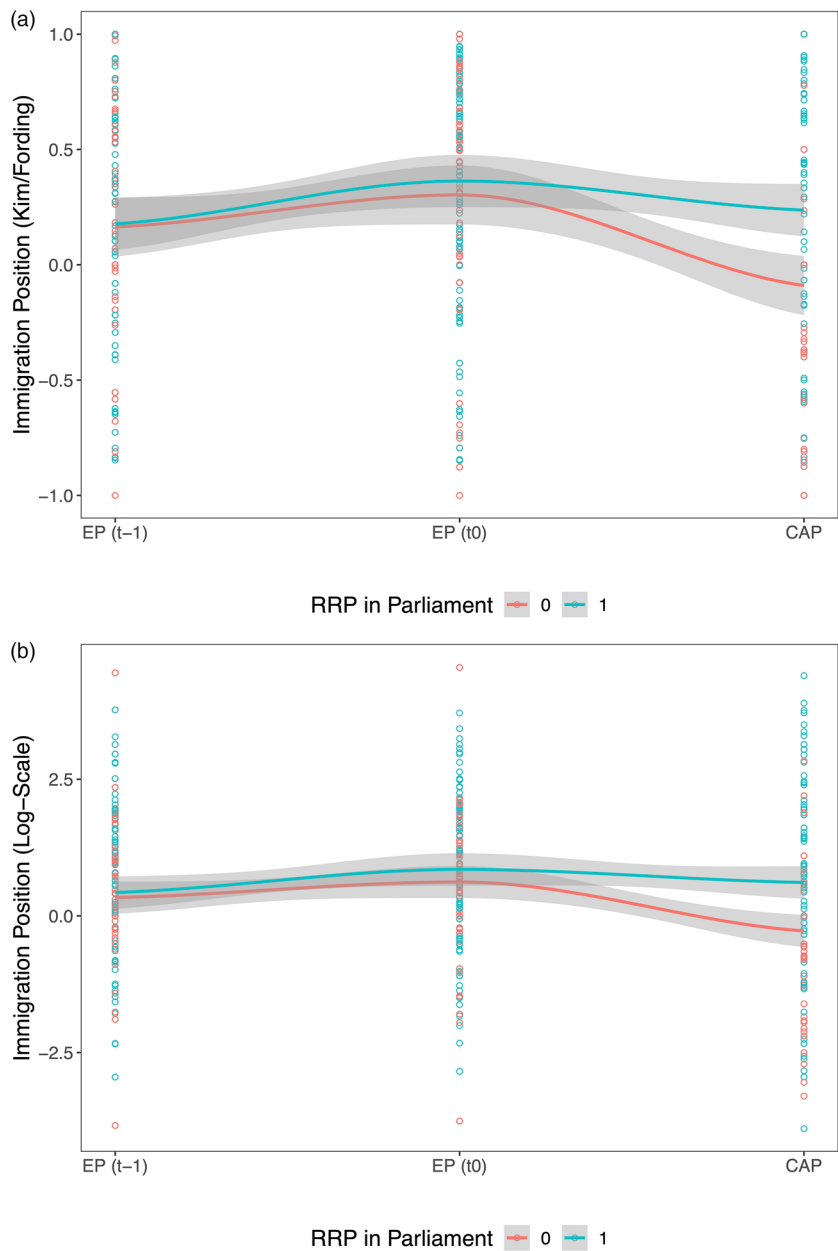 (a)
Immigration Position (Kim/Fording)
1.0
0.5
0.0
−0.5
−1.0
EP (t−1) EP (t0) CAP
RRP in Parliament 0 1
(b)
Immigration Position (Log−Scale)
2.5
0.0
−2.5
EP (t−1) EP (t0) CAP
RRP in Parliament 0 1